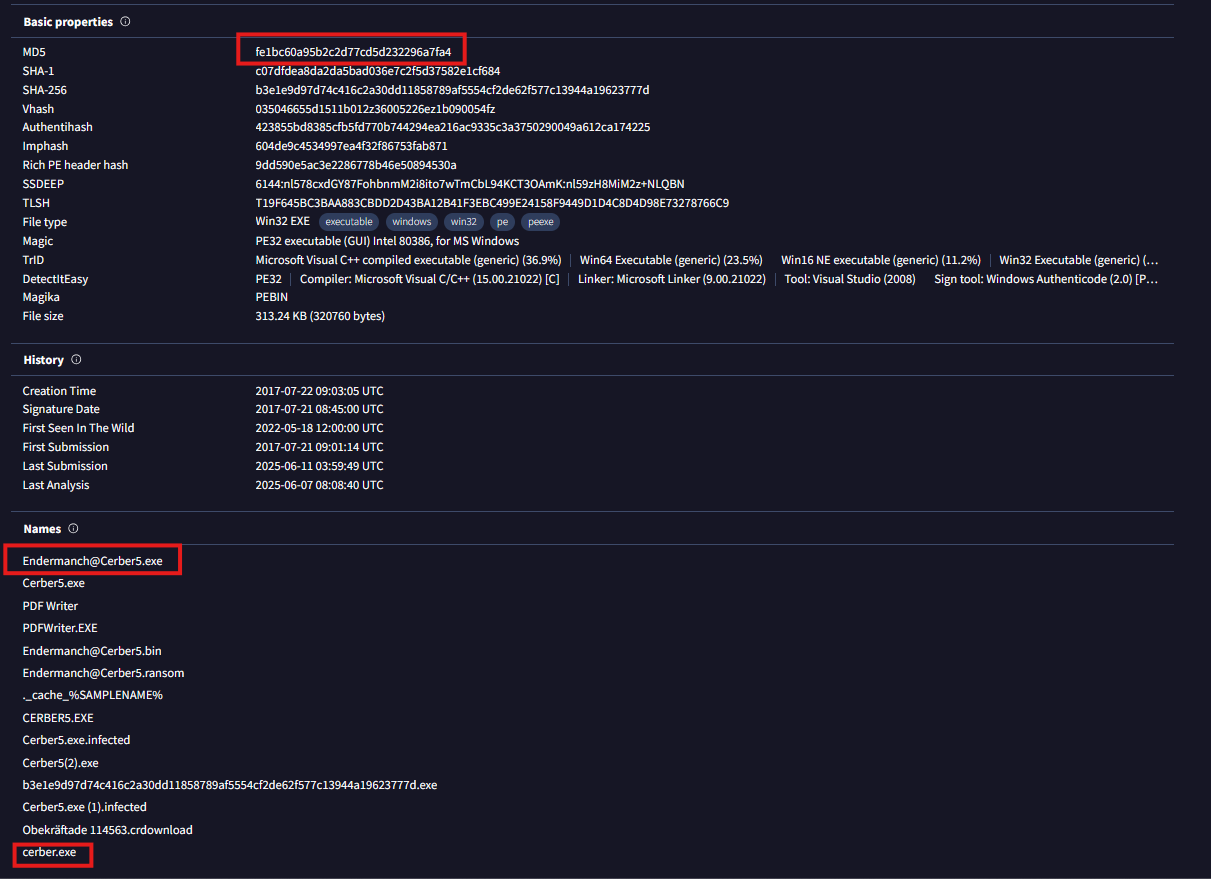 Basic properties
MD5 fe1bc60a95b2c2d77cd5d232296a7fa4
SHA-1 c07dfdea8da2da5bad036e7c2f5d37582e1cf684
SHA-256 b3e1e9d97d74c416c2a30dd11858789af5554cf2de62f577c13944a19623777d
Vhash 035046655d1511b012z36005226ez1b090054fz
Authentihash 423855bd8385cfb5fd770b744294ea216ac9335c3a3750290049a612ca174225
Imphash 604de9c4534997ea4f32f86753fab871
Rich PE header hash 9dd590e5ac3e2286778b46e50894530a
SSDEEP 6144:nl578cxdGY87FohbnmM2i8ito7wTmCbL94KCT3OAmK:nl59zH8MiM2z+NLQBN
TLSH T19F645BC3BAA883CBDD2D43BA12B41F3EBC499E24158F9449D1D4C8D4D98E73278766C9
File type Win32 EXE executable windows win32 pe peexe
Magic PE32 executable (GUI) Intel 80386, for MS Windows
TrID Microsoft Visual C++ compiled executable (generic) (36.9%) Win64 Executable (generic) (23.5%) Win16 NE executable (generic) (11.2%) Win32 Executable (generic) (…
DetectItEasy PE32 Compiler: Microsoft Visual C/C++ (15.00.21022) [C] Linker: Microsoft Linker (9.00.21022) Tool: Visual Studio (2008) Sign tool: Windows Authenticode (2.0) [P…
Magika PEBIN
File size 313.24 KB (320760 bytes)
History
Creation Time 2017-07-22 09:03:05 UTC
Signature Date 2017-07-21 08:45:00 UTC
First Seen In The Wild 2022-05-18 12:00:00 UTC
First Submission 2017-07-21 09:01:14 UTC
Last Submission 2025-06-11 03:59:49 UTC
Last Analysis 2025-06-07 08:08:40 UTC
Names
Endermanch@Cerber5.exe
Cerber5.exe
PDF Writer
PDFWriter.EXE
Endermanch@Cerber5.bin
Endermanch@Cerber5.ransom
._cache_%SAMPLENAME%
CERBER5.EXE
Cerber5.exe.infected
Cerber5(2).exe
b3e1e9d97d74c416c2a30dd11858789af5554cf2de62f577c13944a19623777d.exe
Cerber5.exe (1).infected
Obekräftade 114563.crdownload
cerber.exe